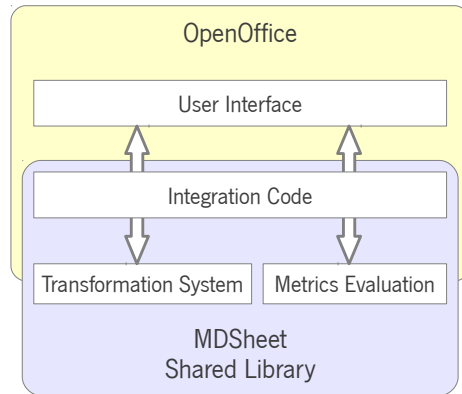 OpenOffice
User Interface
Integration Code
Transformation System
Metrics Evaluation
MDSheet
Shared Library